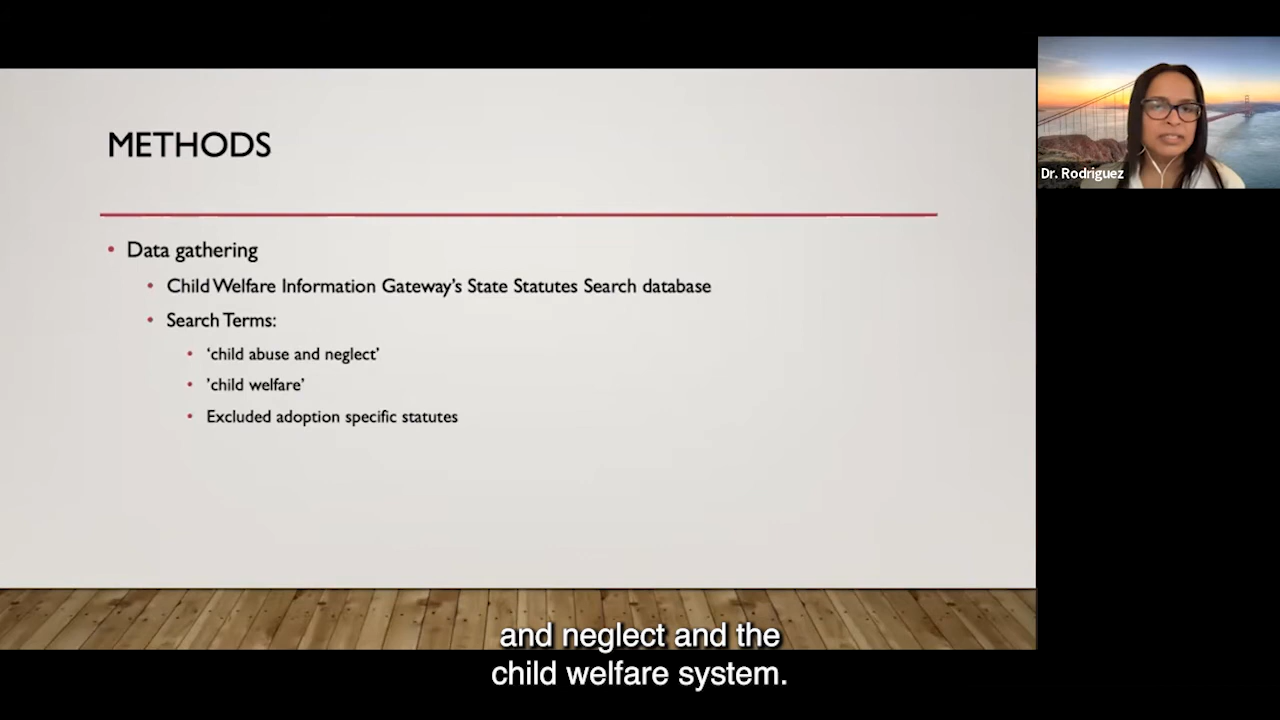 METHODS
Data gathering
Child Welfare Information Gateway’s State Statutes Search database
Search Terms:
‘child abuse and neglect’
’child welfare’
Excluded adoption specific statutes
Dr. Rodriguez
and neglect and the
child welfare system.